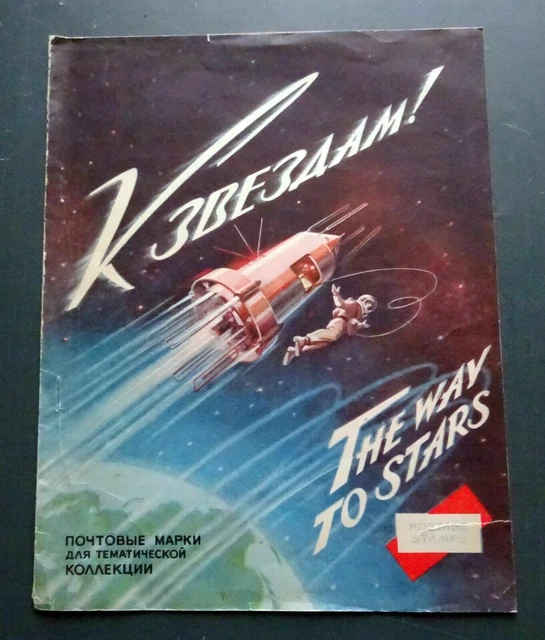 К ЗВЕЗДАМ!
THE WAY
TO STARS
POSTAGE
STAMPS
ПОЧТОВЫЕ МАРКИ
ДЛЯ ТЕМАТИЧЕСКОЙ
КОЛЛЕКЦИИ